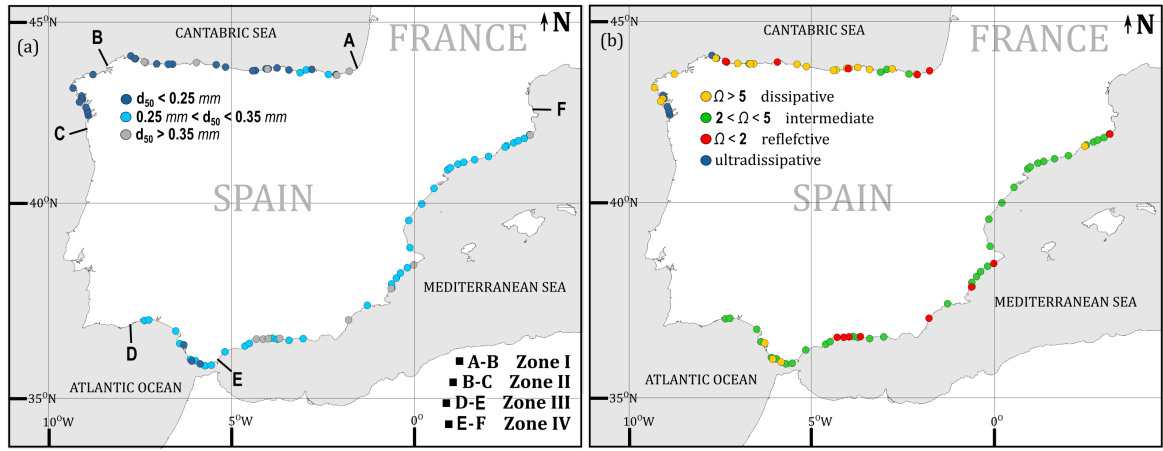 (a)
45°N
CANTABRIC SEA
FRANCE
N
B
A
d50 < 0.25 mm
0.25 mm < d50 < 0.35 mm
d50 > 0.35 mm
C
F
SPAIN
40°N
MEDITERRANEAN SEA
D
E
ATLANTIC OCEAN
A-B Zone I
B-C Zone II
D-E Zone III
E-F Zone IV
35°N
10°W
5°W
0°
(b)
45°N
CANTABRIC SEA
FRANCE
N
Ω > 5 dissipative
2 < Ω < 5 intermediate
Ω < 2 reflefctive
ultradissipative
SPAIN
40°N
MEDITERRANEAN SEA
ATLANTIC OCEAN
35°N
10°W
5°W
0°